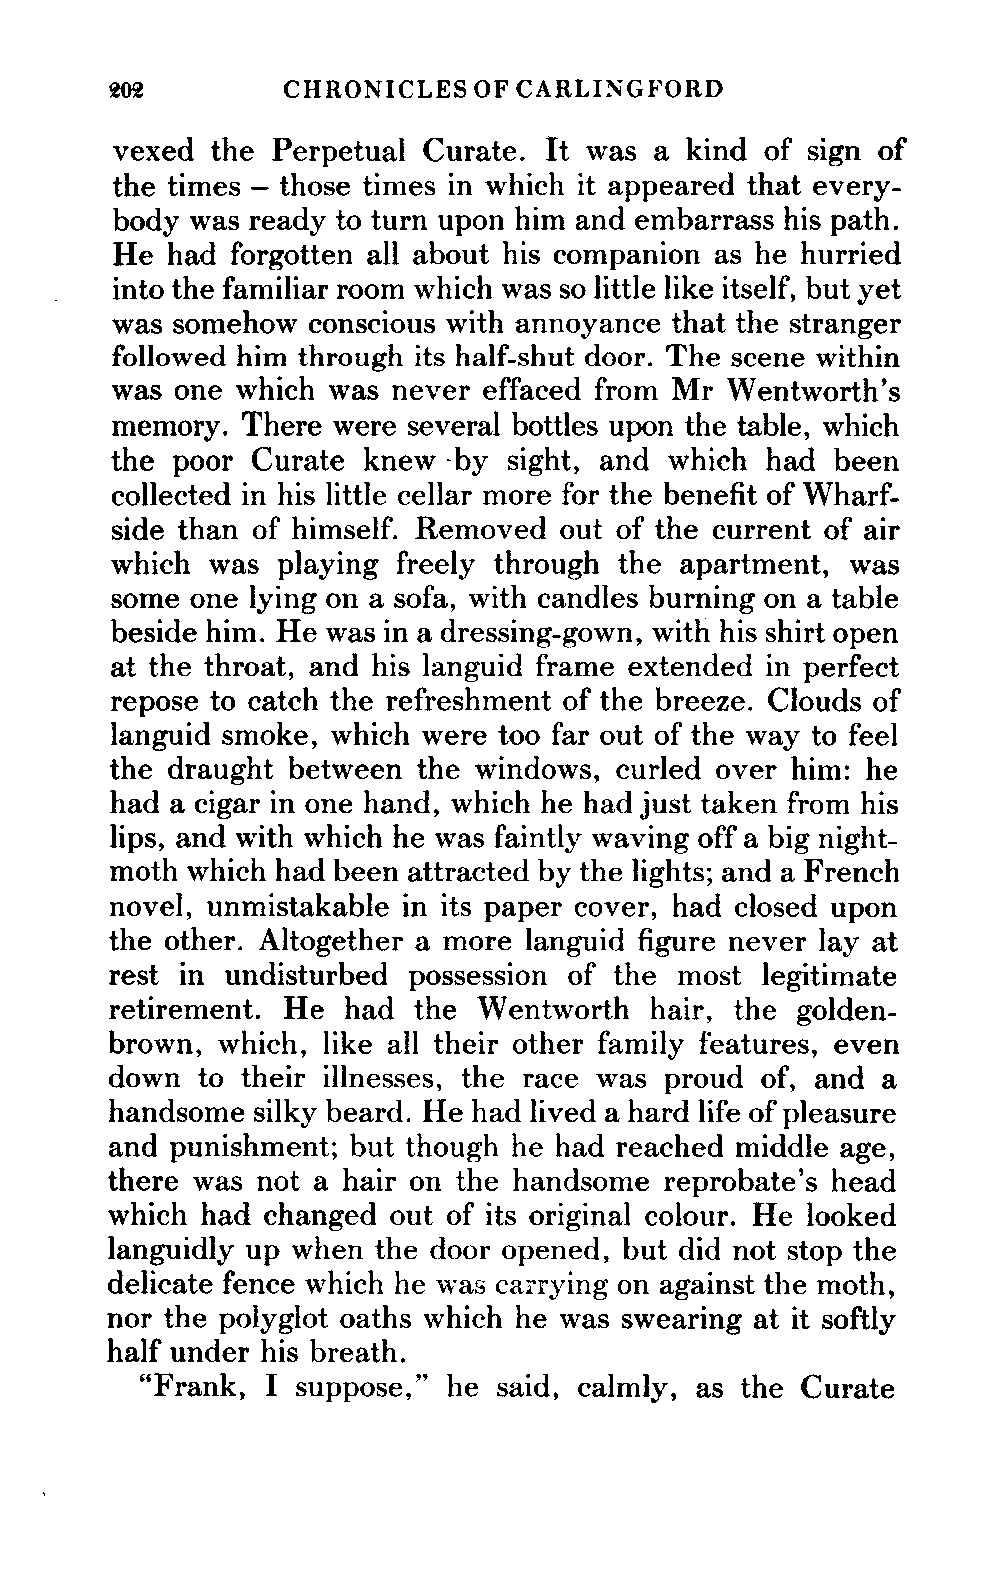 202 CHRONICLES OF CARLINGFORD
vexed the Perpetual Curate. It was a kind of sign of
the times – those times in which it appeared that every-
body was ready to turn upon him and embarrass his path.
He had forgotten all about his companion as he hurried
into the familiar room which was so little like itself, but yet
was somehow conscious with annoyance that the stranger
followed him through its half-shut door. The scene within
was one which was never effaced from Mr Wentworth's
memory. There were several bottles upon the table, which
the poor Curate knew by sight, and which had been
collected in his little cellar more for the benefit of Wharf-
side than of himself. Removed out of the current of air
which was playing freely through the apartment, was
some one lying on a sofa, with candles burning on a table
beside him. He was in a dressing-gown, with his shirt open
at the throat, and his languid frame extended in perfect
repose to catch the refreshment of the breeze. Clouds of
languid smoke, which were too far out of the way to feel
the draught between the windows, curled over him: he
had a cigar in one hand, which he had just taken from his
lips, and with which he was faintly waving off a big night-
moth which had been attracted by the lights; and a French
novel, unmistakable in its paper cover, had closed upon
the other. Altogether a more languid figure never lay at
rest in undisturbed possession of the most legitimate
retirement. He had the Wentworth hair, the golden-
brown, which, like all their other family features, even
down to their illnesses, the race was proud of, and a
handsome silky beard. He had lived a hard life of pleasure
and punishment; but though he had reached middle age,
there was not a hair on the handsome reprobate's head
which had changed out of its original colour. He looked
languidly up when the door opened, but did not stop the
delicate fence which he was carrying on against the moth,
nor the polyglot oaths which he was swearing at it softly
half under his breath.
"Frank, I suppose," he said, calmly, as the Curate